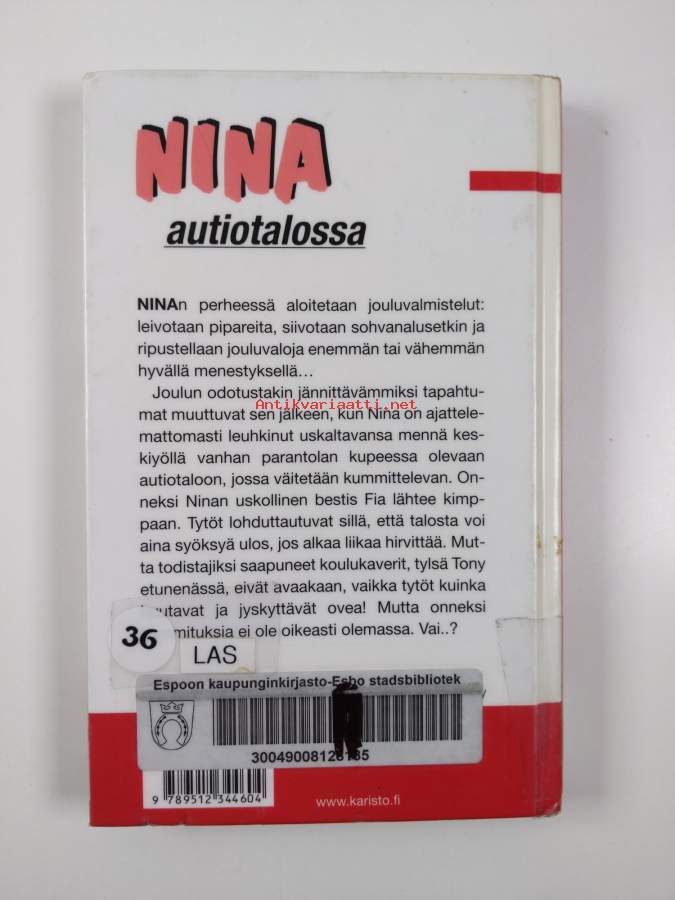 NINA
autiotalossa
NINAn perheessä aloitetaan jouluvalmistelut:
leivotaan pipareita, siivotaan sohvanalusetkin ja
ripustellaan jouluvaloja enemmän tai vähemmän
hyvällä menestyksellä…
Joulun odotustakin jännittävämmiksi tapahtu-
mat muuttuvat sen jälkeen, kun Nina on ajattele-
Antikvariaatti.net
mattomasti leuhkinut uskaltavansa mennä kes-
kiyöllä vanhan parantolan kupeessa olevaan
autiotaloon, jossa väitetään kummittelevan. On-
neksi Ninan uskollinen bestis Fia lähtee kimp-
paan. Tytöt lohduttautuvat sillä, että talosta voi
aina syöksyä ulos, jos alkaa liikaa hirvittää. Mut-
ta todistajiksi saapuneet koulukaverit, tylsä Tony
etunenässä, eivät avaakaan, vaikka tytöt kuinka
utavat ja jyskyttävät ovea! Mutta onneksi
mituksia ei ole oikeasti olemassa. Vai..?
36
LAS
Espoon kaupunginkirjasto-Esbo stadsbibliotek
9 789512 344604
www.karisto.fi